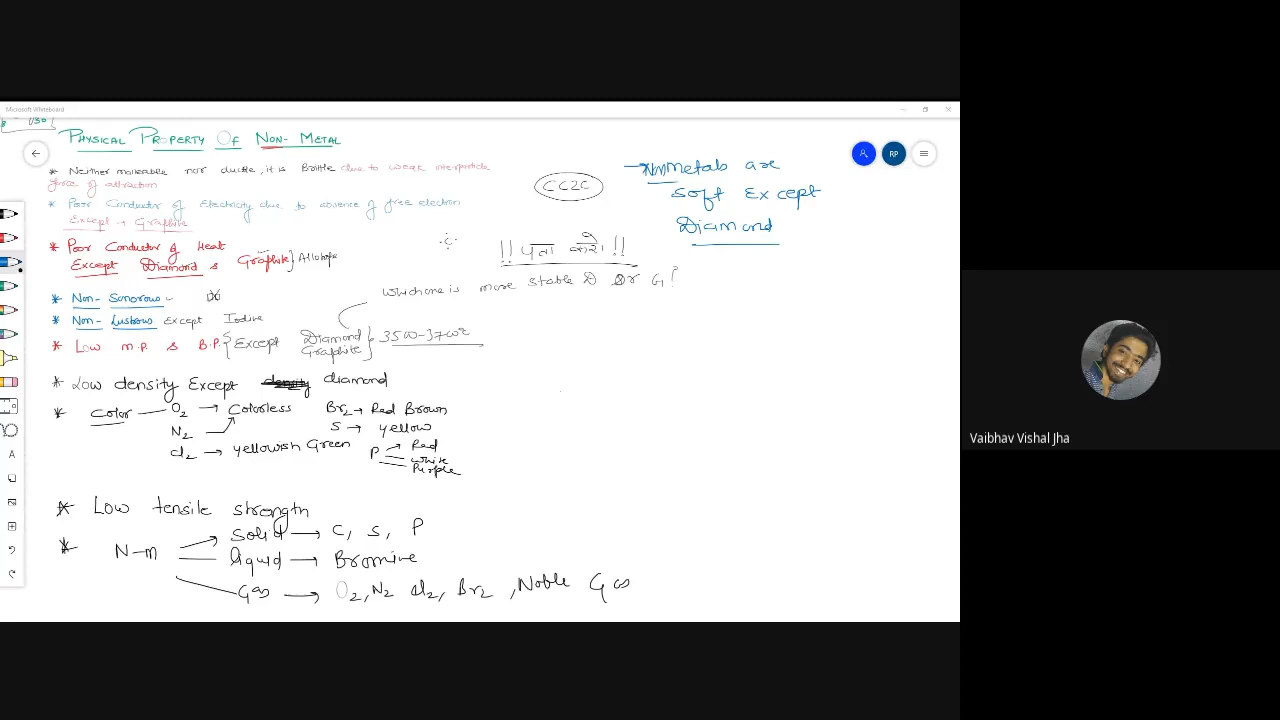 Microsoft Whiteboard
PHYSICAL PROPERTY OF NON-METAL
* Neither malleable nor ductile, it is Brittle due to weak interparticle
force of attraction
* Poor Conductor of Electricity due to absence of free electron
Except → Graphite
* Poor Conductor of Heat
Except Diamond & Graphite } Allotrope
* Non-Sonorous
* Non-Lustrous Except Iodine
* Low M.P. & B.P. { Except Diamond
Graphite } 3500-3700°c
CC2C
!! पता करो !!
which one is more stable D Or G?
metals are
soft Except
Diamond
* Low density Except diamond
* Color — O2 → Colorless
N2
Cl2 → yellowish Green
Br2 → Red Brown
S → yellow
P → Red
White
Purple
* Low tensile strength
* N-m
Solid → C, S, P
liquid → Bromine
Gas → O2, N2 Cl2, Br2, Noble Gas
RP
A
Vaibhav Vishal Jha